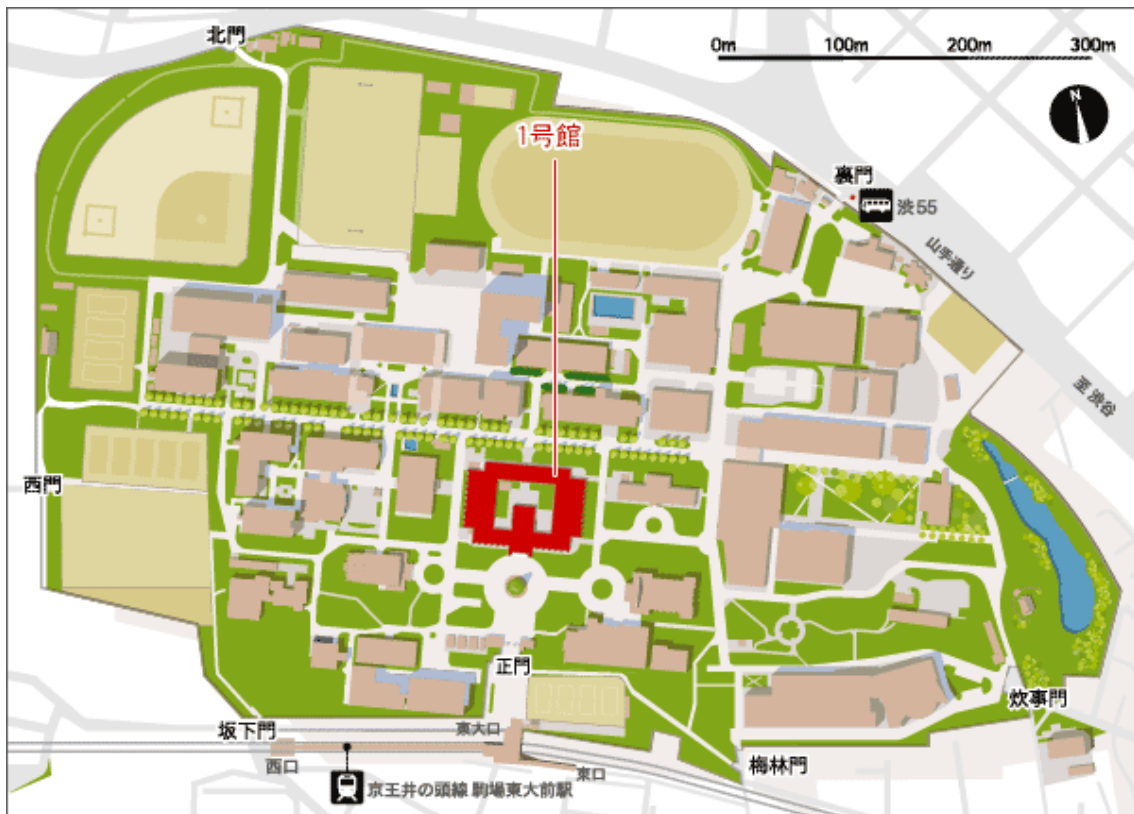 北門
0m 100m 200m 300m
N
1号館
裏門
渋55
山手通り
至 渋谷
西門
正門
炊事門
坂下門
東大口
西口
東口
梅林門
京王井の頭線 駒場東大前駅